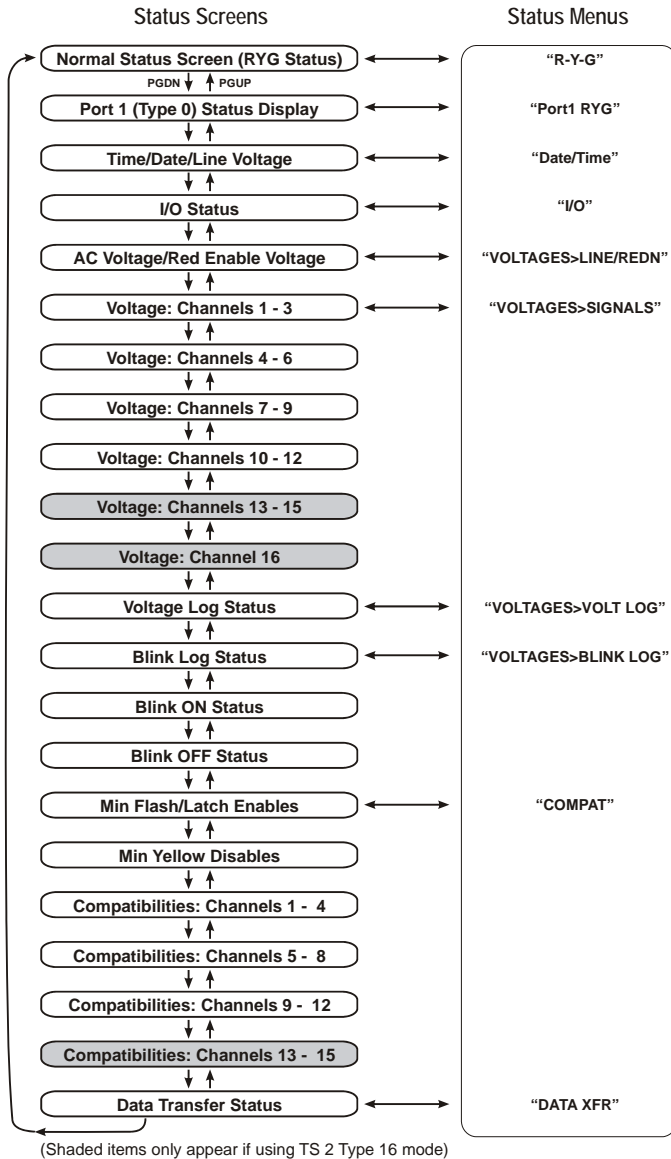 Status Screens Status Menus
Normal Status Screen (RYG Status) “R-Y-G”
PGDN PGUP
Port 1 (Type 0) Status Display “Port1 RYG”
Time/Date/Line Voltage “Date/Time”
I/O Status “I/O”
AC Voltage/Red Enable Voltage “VOLTAGES>LINE/REDN”
Voltage: Channels 1 - 3 “VOLTAGES>SIGNALS”
Voltage: Channels 4 - 6
Voltage: Channels 7 - 9
Voltage: Channels 10 - 12
Voltage: Channels 13 - 15
Voltage: Channel 16
Voltage Log Status “VOLTAGES>VOLT LOG”
Blink Log Status “VOLTAGES>BLINK LOG”
Blink ON Status
Blink OFF Status
Min Flash/Latch Enables “COMPAT”
Min Yellow Disables
Compatibilities: Channels 1 - 4
Compatibilities: Channels 5 - 8
Compatibilities: Channels 9 - 12
Compatibilities: Channels 13 - 15
Data Transfer Status “DATA XFR”
(Shaded items only appear if using TS 2 Type 16 mode)